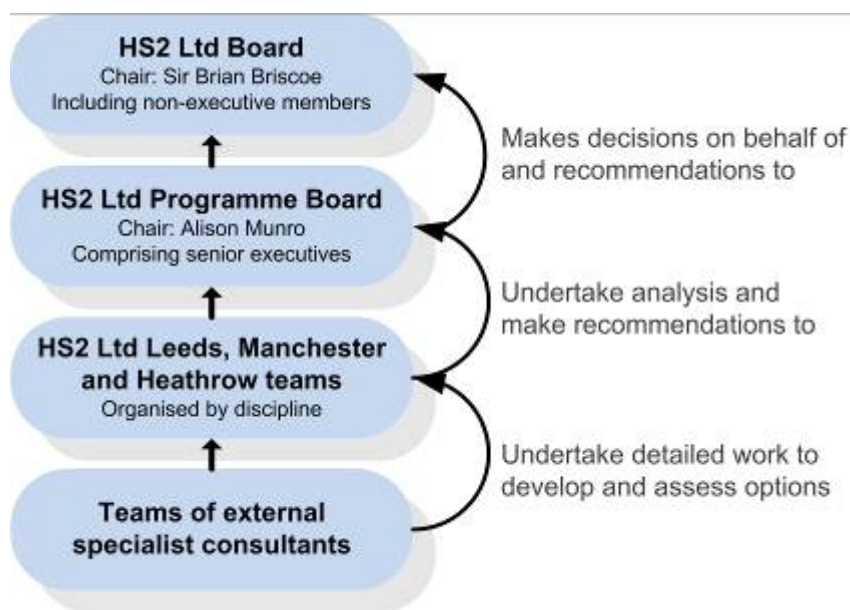 HS2 Ltd Board
Chair: Sir Brian Briscoe
Including non-executive members
Makes decisions on behalf of
and recommendations to
HS2 Ltd Programme Board
Chair: Alison Munro
Comprising senior executives
Undertake analysis and
make recommendations to
HS2 Ltd Leeds, Manchester
and Heathrow teams
Organised by discipline
Undertake detailed work to
develop and assess options
Teams of external
specialist consultants